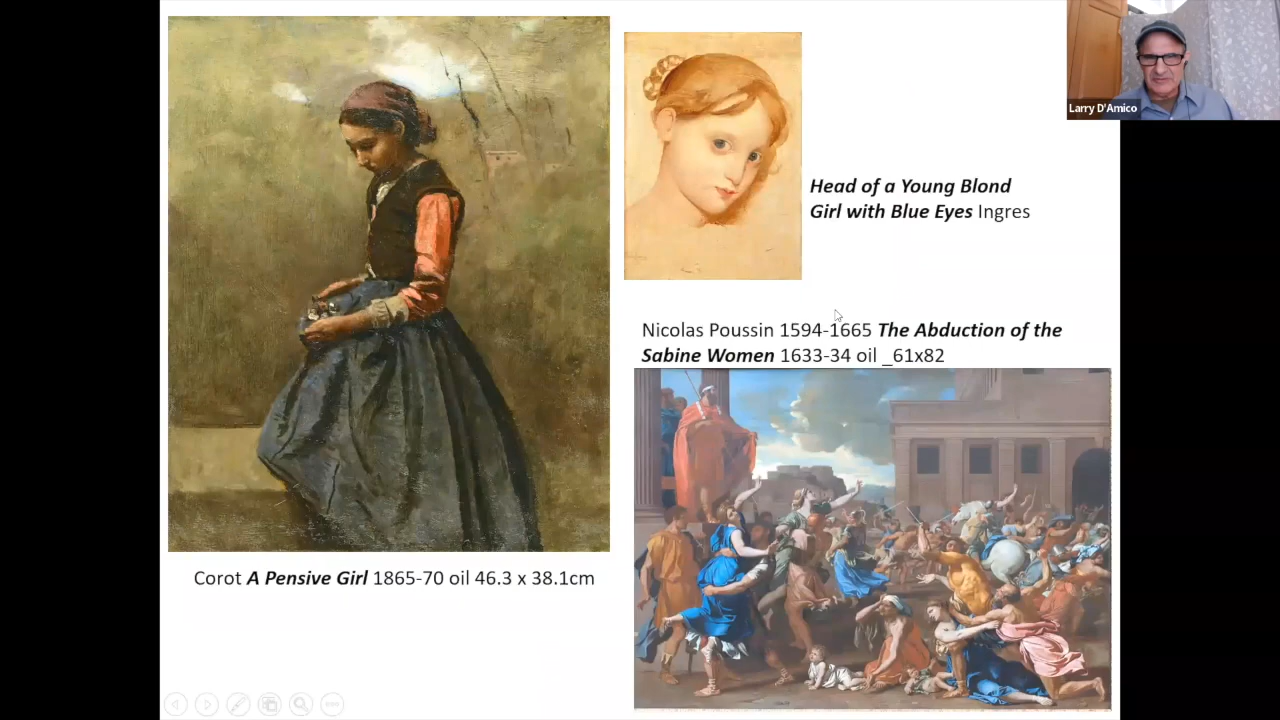 Larry D'Amico
Head of a Young Blond
Girl with Blue Eyes Ingres
Nicolas Poussin 1594-1665 The Abduction of the
Sabine Women 1633-34 oil _61x82
Corot A Pensive Girl 1865-70 oil 46.3 x 38.1cm